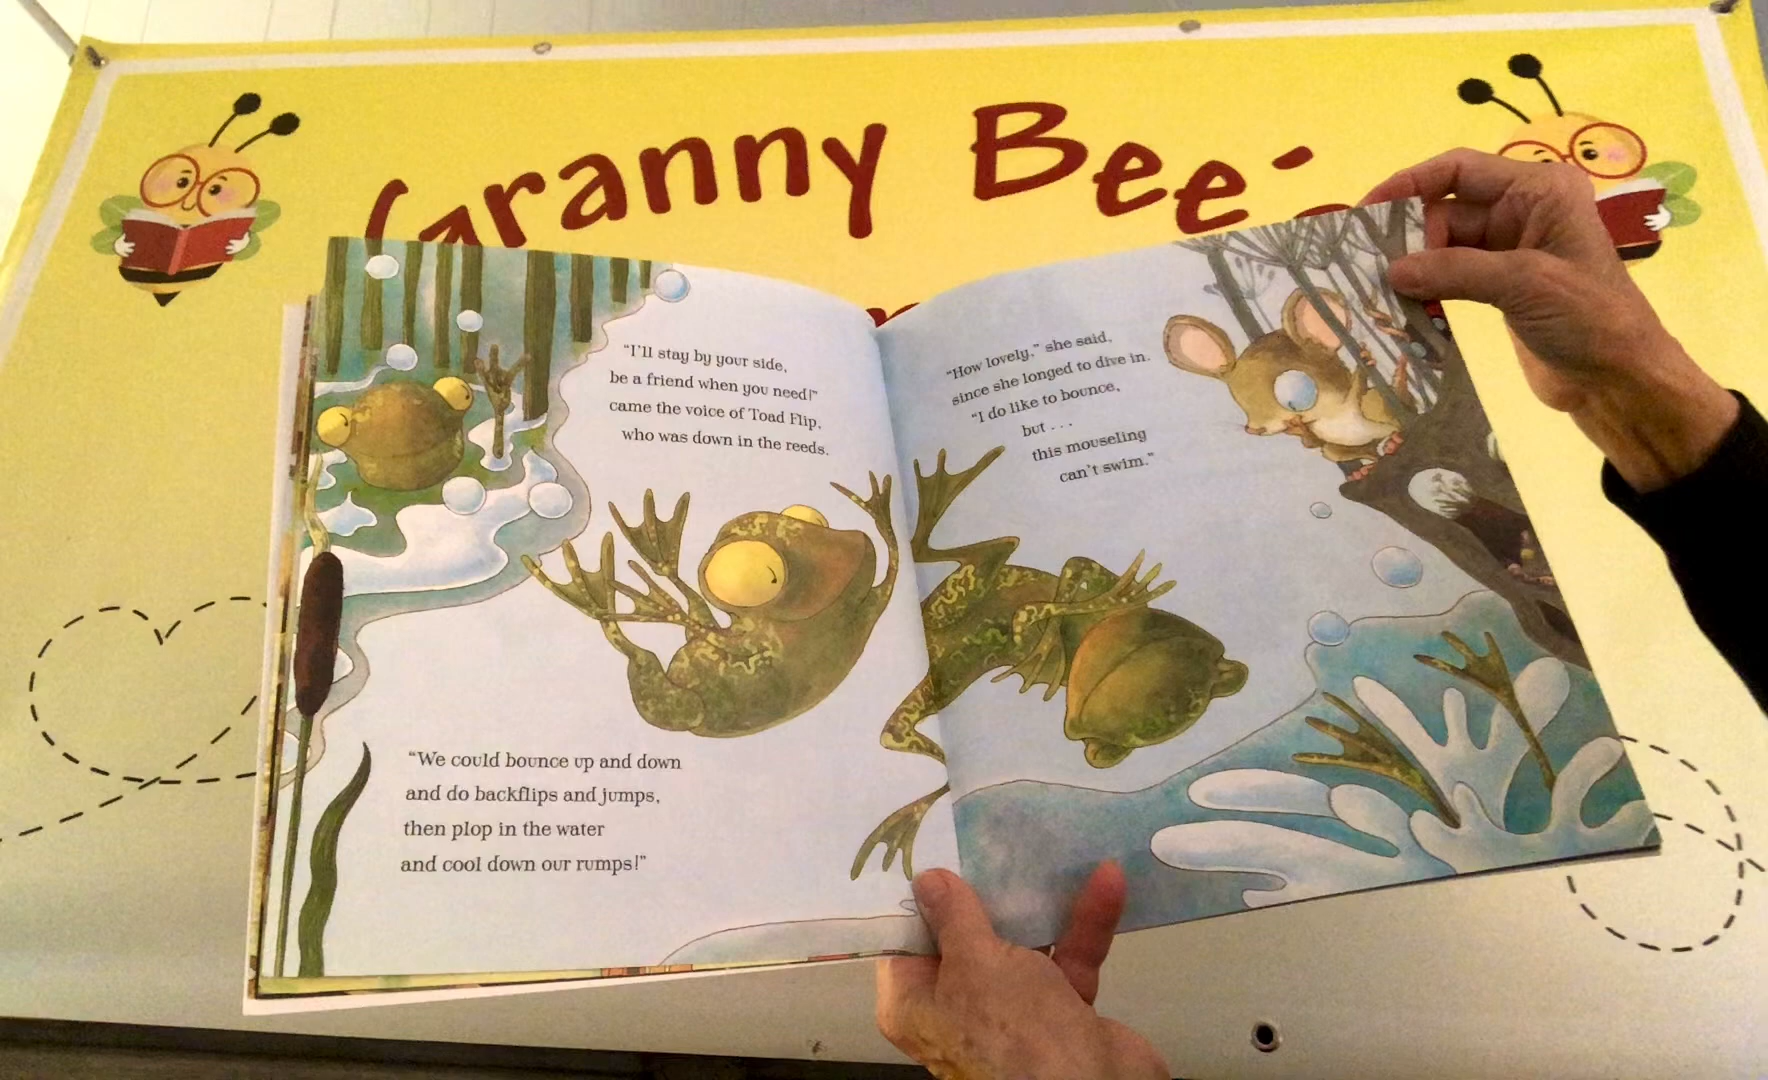 Granny Bee's
“I’ll stay by your side,
be a friend when you need!”
came the voice of Toad Flip,
who was down in the reeds.
“We could bounce up and down
and do backflips and jumps,
then plop in the water
and cool down our rumps!”
“How lovely,” she said,
since she longed to dive in.
“I do like to bounce,
but . . .
this mouseling
can’t swim.”